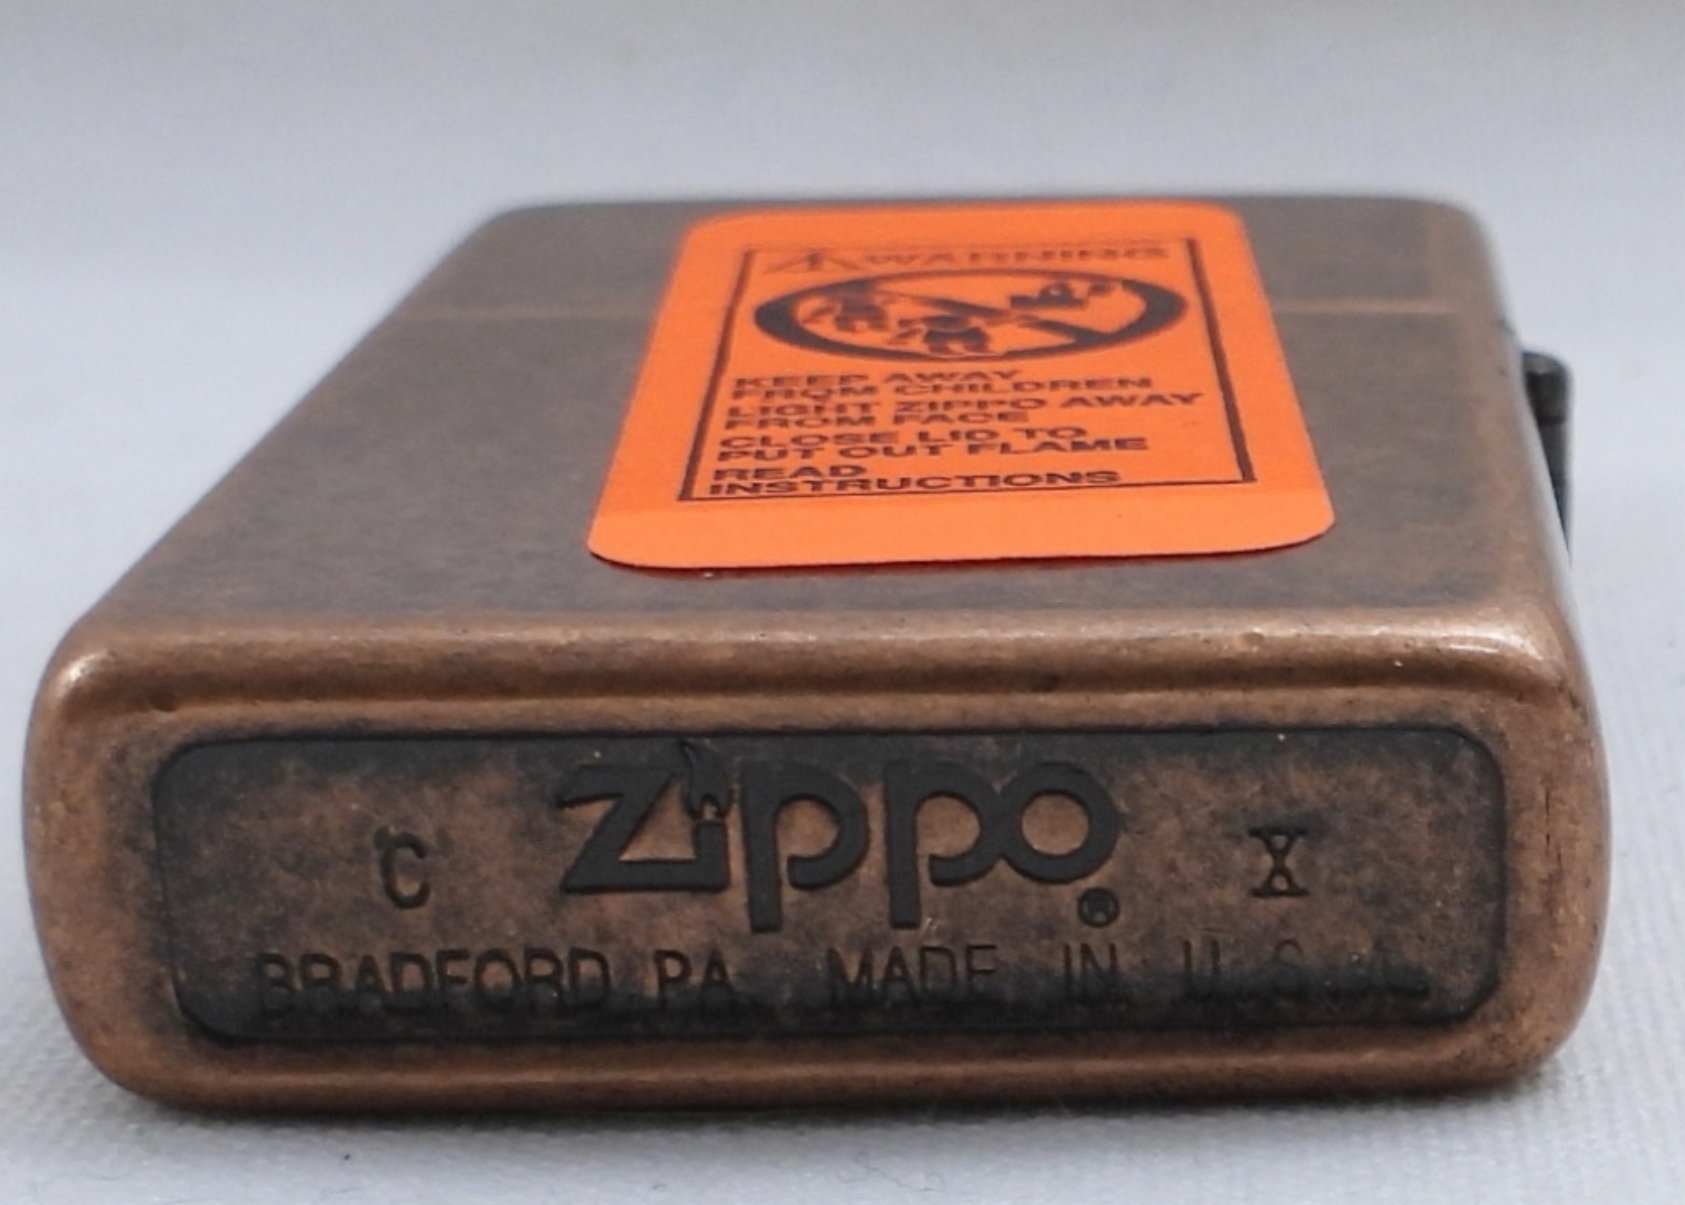 WARNING
KEEP AWAY
FROM CHILDREN
LIGHT ZIPPO AWAY
FROM FACE
CLOSE LID TO
PUT OUT FLAME
READ
INSTRUCTIONS
C Zippo® X
BRADFORD, PA. MADE IN U.S.A.